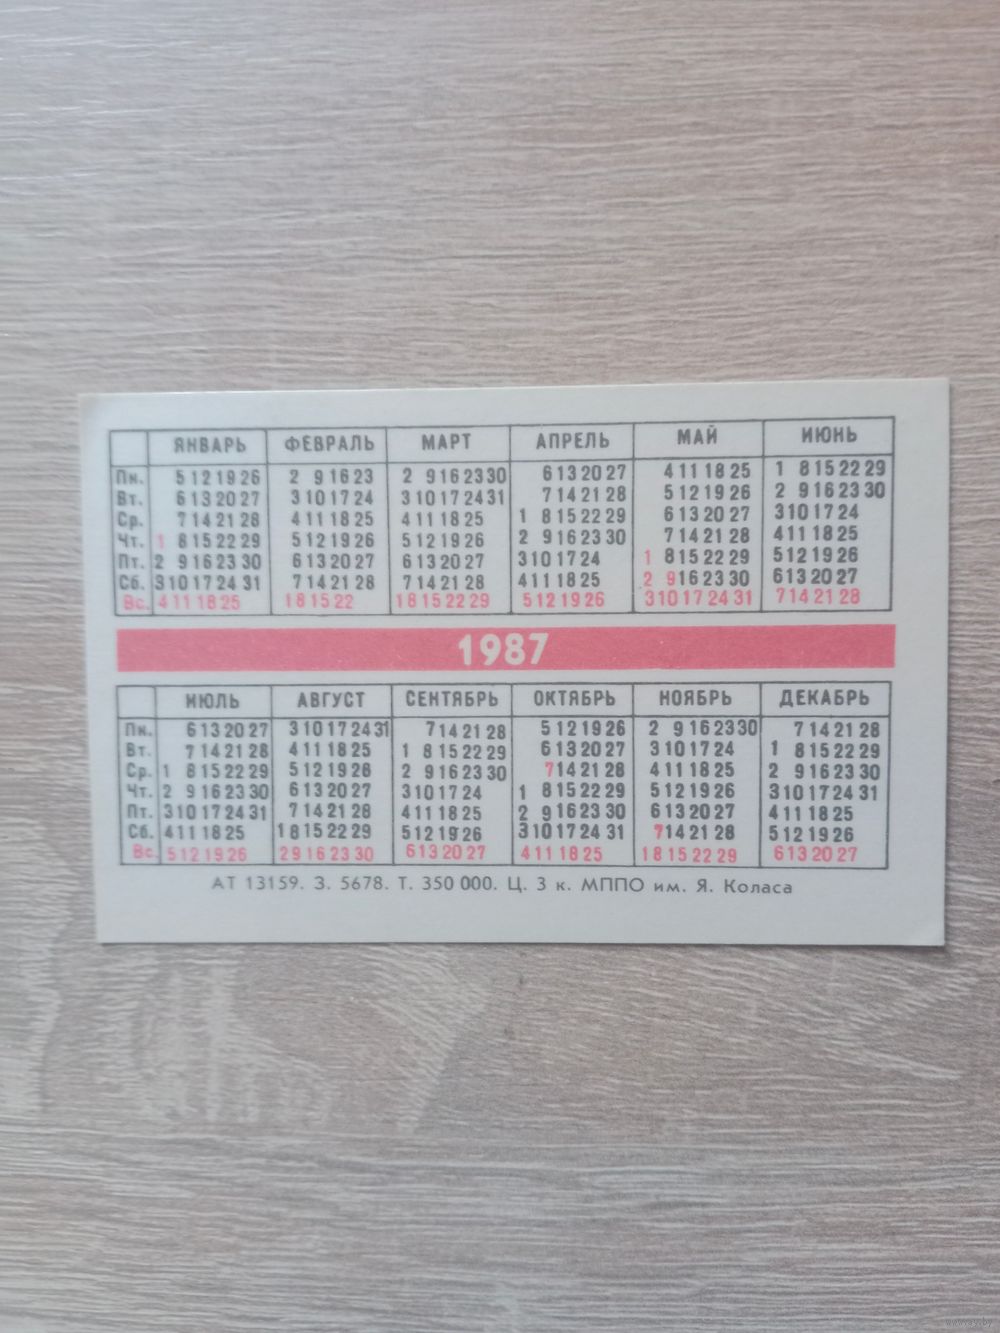 ЯНВАРЬ ФЕВРАЛЬ МАРТ АПРЕЛЬ МАЙ ИЮНЬ
Пн. 5 12 19 26 2 9 16 23 2 9 16 23 30 6 13 20 27 4 11 18 25 1 8 15 22 29
Вт. 6 13 20 27 3 10 17 24 3 10 17 24 31 7 14 21 28 5 12 19 26 2 9 16 23 30
Ср. 7 14 21 28 4 11 18 25 4 11 18 25 1 8 15 22 29 6 13 20 27 3 10 17 24
Чт. 1 8 15 22 29 5 12 19 26 5 12 19 26 2 9 16 23 30 7 14 21 28 4 11 18 25
Пт. 2 9 16 23 30 6 13 20 27 6 13 20 27 3 10 17 24 1 8 15 22 29 5 12 19 26
Сб. 3 10 17 24 31 7 14 21 28 7 14 21 28 4 11 18 25 2 9 16 23 30 6 13 20 27
Вс. 4 11 18 25 1 8 15 22 1 8 15 22 29 5 12 19 26 3 10 17 24 31 7 14 21 28
1987
ИЮЛЬ АВГУСТ СЕНТЯБРЬ ОКТЯБРЬ НОЯБРЬ ДЕКАБРЬ
Пн. 6 13 20 27 3 10 17 24 31 7 14 21 28 5 12 19 26 2 9 16 23 30 7 14 21 28
Вт. 7 14 21 28 4 11 18 25 1 8 15 22 29 6 13 20 27 3 10 17 24 1 8 15 22 29
Ср. 1 8 15 22 29 5 12 19 26 2 9 16 23 30 7 14 21 28 4 11 18 25 2 9 16 23 30
Чт. 2 9 16 23 30 6 13 20 27 3 10 17 24 1 8 15 22 29 5 12 19 26 3 10 17 24 31
Пт. 3 10 17 24 31 7 14 21 28 4 11 18 25 2 9 16 23 30 6 13 20 27 4 11 18 25
Сб. 4 11 18 25 1 8 15 22 29 5 12 19 26 3 10 17 24 31 7 14 21 28 5 12 19 26
Вс. 5 12 19 26 2 9 16 23 30 6 13 20 27 4 11 18 25 1 8 15 22 29 6 13 20 27
АТ 13159. З. 5678. Т. 350 000. Ц. 3 к. МППО им. Я. Коласа
www.ay.by